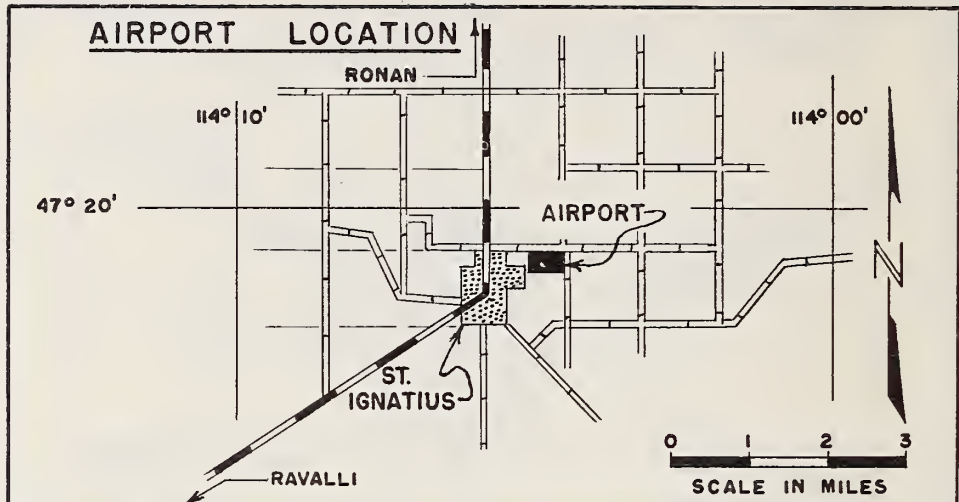 AIRPORT LOCATION
RONAN
114° 10'
114° 00'
47° 20'
AIRPORT
N
ST.
IGNATIUS
0 1 2 3
SCALE IN MILES
RAVALLI